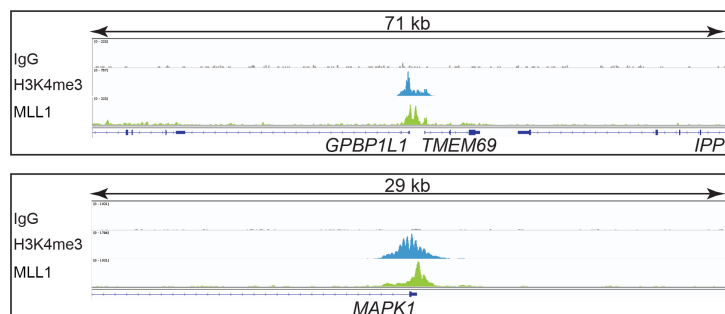 71 kb
IgG
H3K4me3
MLL1
GPBP1L1 TMEM69 IPP
29 kb
IgG
H3K4me3
MLL1
MAPK1